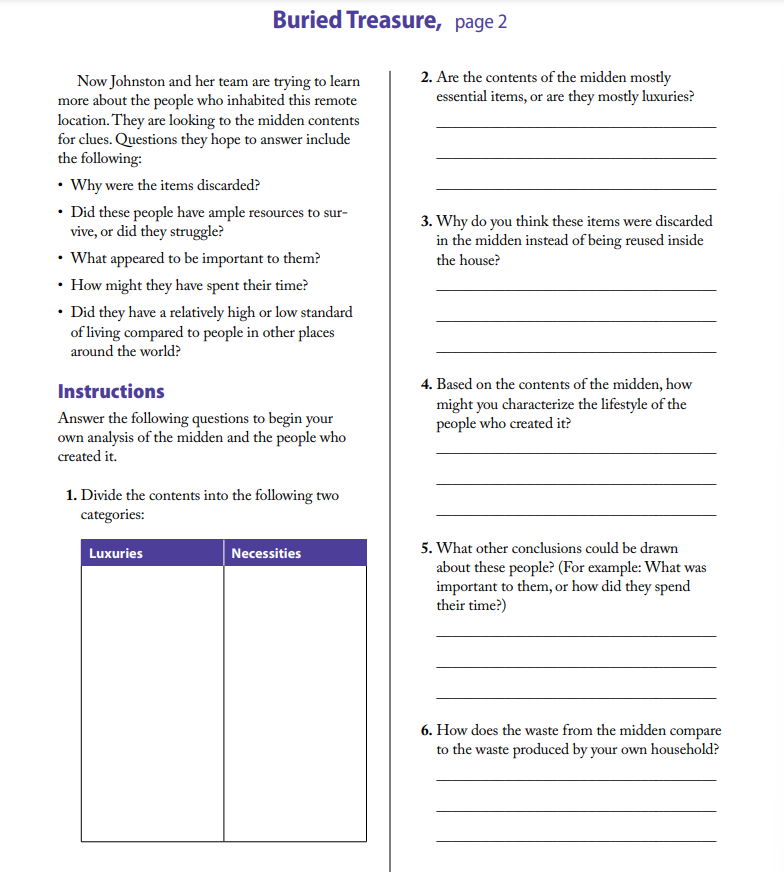 Buried Treasure, page 2
Now Johnston and her team are trying to learn
more about the people who inhabited this remote
location. They are looking to the midden contents
for clues. Questions they hope to answer include
the following:
• Why were the items discarded?
• Did these people have ample resources to sur-
vive, or did they struggle?
• What appeared to be important to them?
• How might they have spent their time?
• Did they have a relatively high or low standard
of living compared to people in other places
around the world?
Instructions
Answer the following questions to begin your
own analysis of the midden and the people who
created it.
1. Divide the contents into the following two
categories:
Luxuries
Necessities
2. Are the contents of the midden mostly
essential items, or are they mostly luxuries?
3. Why do you think these items were discarded
in the midden instead of being reused inside
the house?
4. Based on the contents of the midden, how
might you characterize the lifestyle of the
people who created it?
5. What other conclusions could be drawn
about these people? (For example: What was
important to them, or how did they spend
their time?)
6. How does the waste from the midden compare
to the waste produced by your own household?